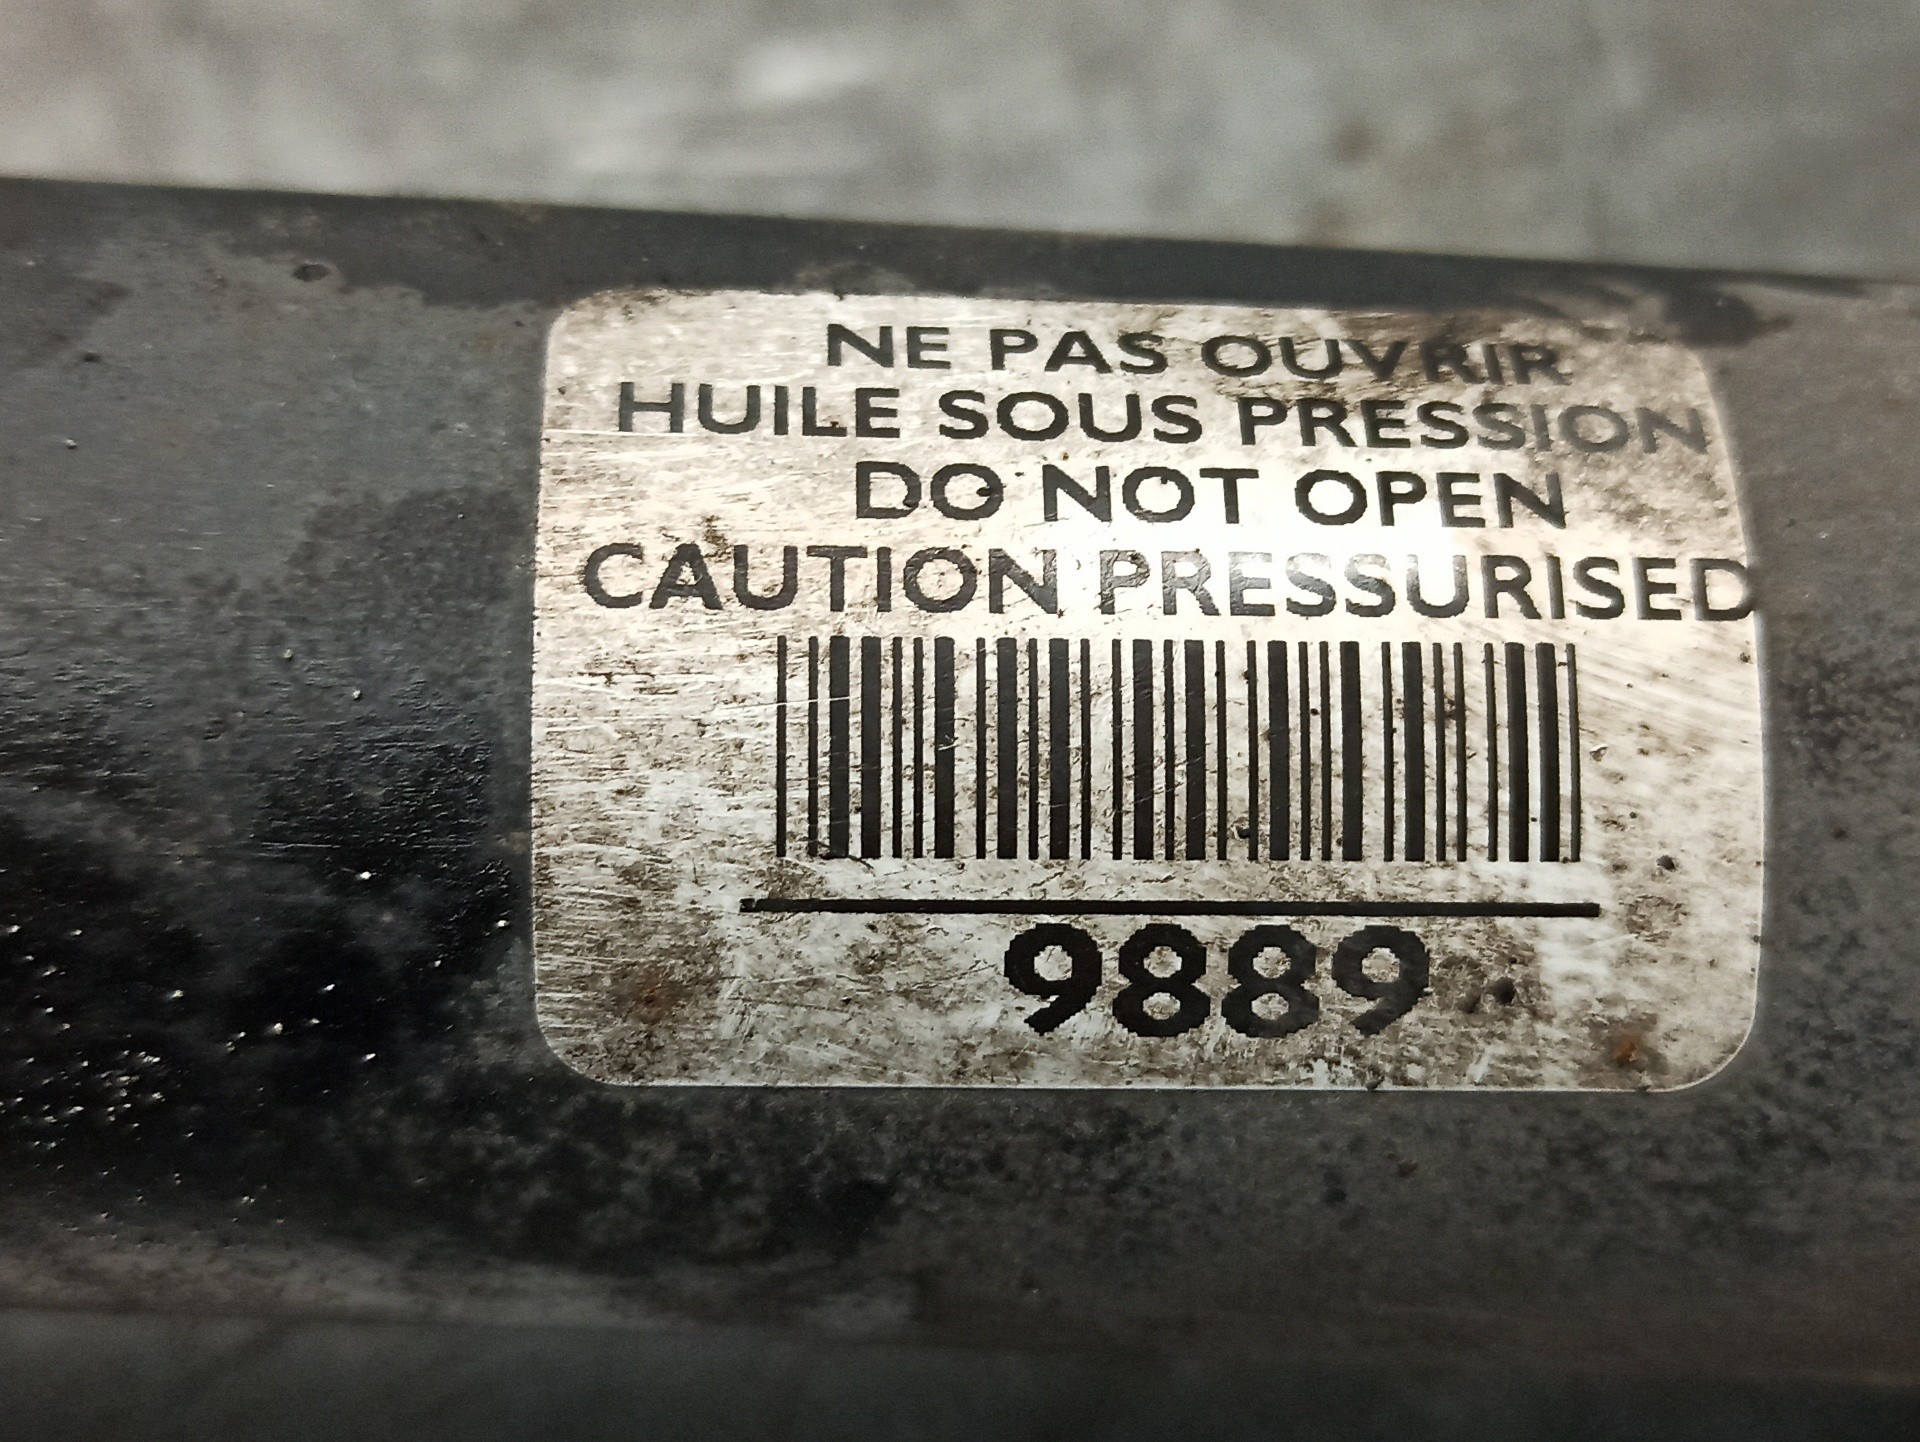 NE PAS OUVRIR
HUILE SOUS PRESSION
DO NOT OPEN
CAUTION PRESSURISED
9889